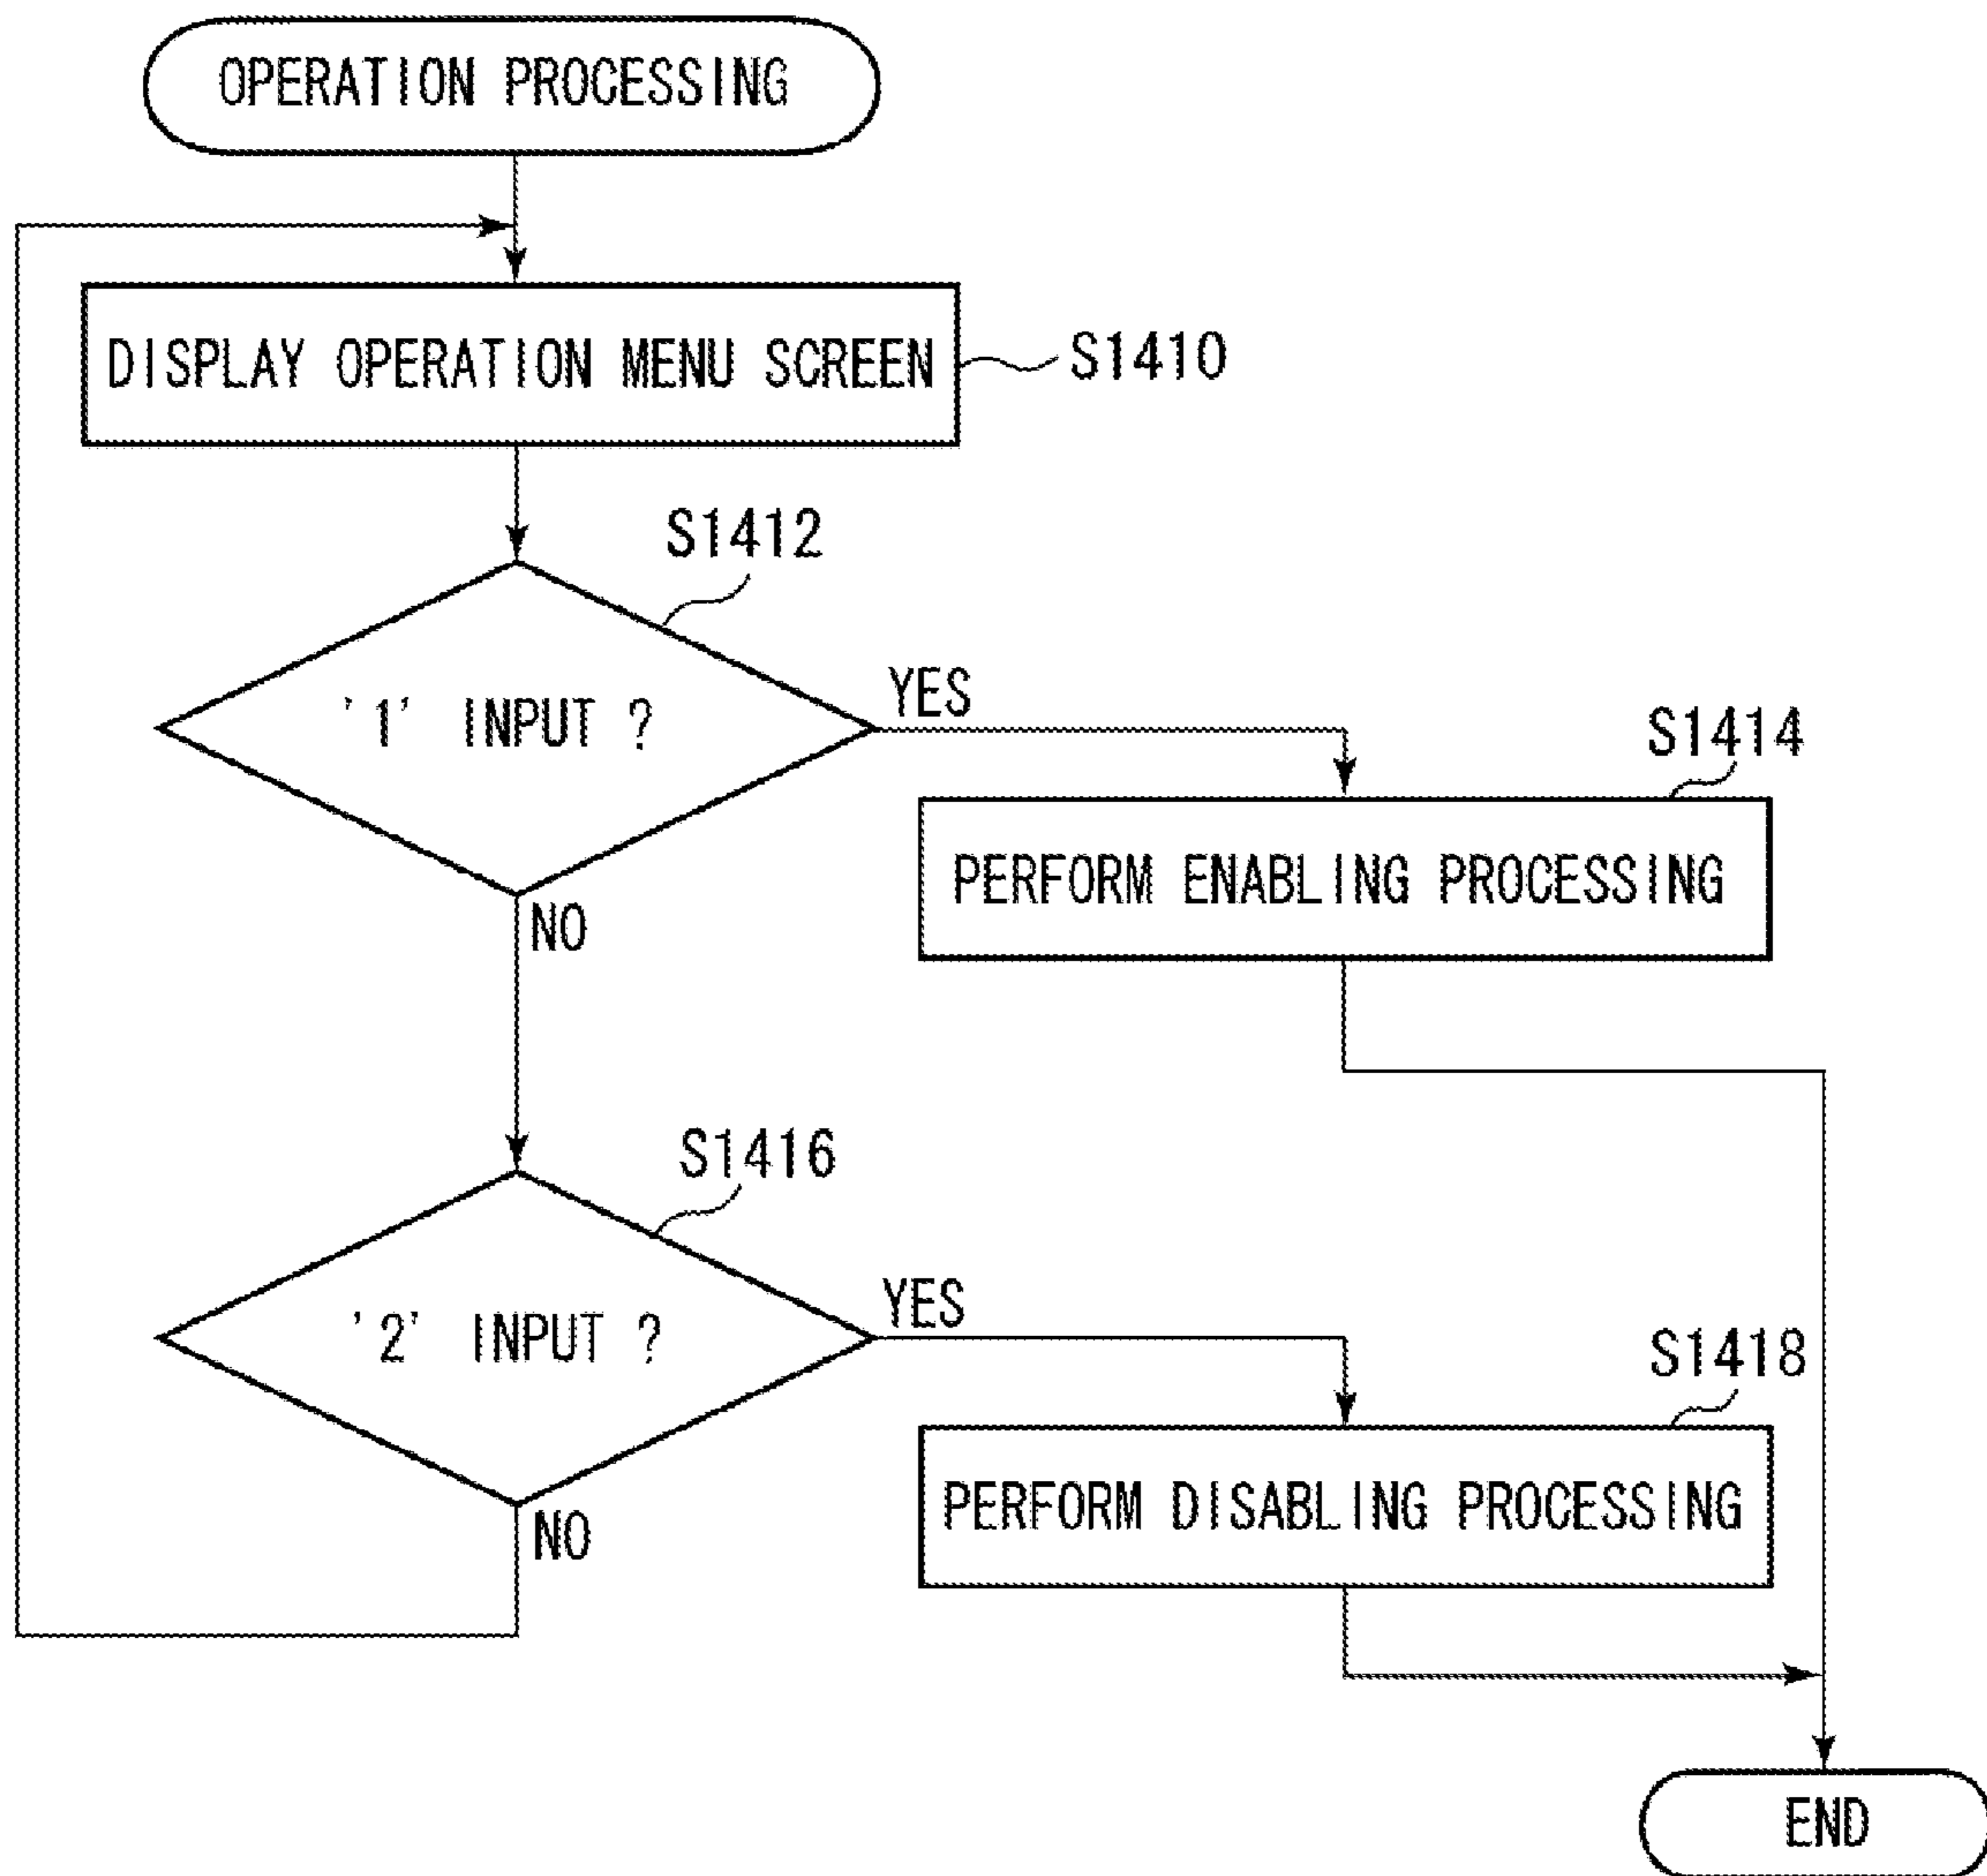 OPERATION PROCESSING
DISPLAY OPERATION MENU SCREEN
S1410
S1412
'1' INPUT ?
YES
NO
S1414
PERFORM ENABLING PROCESSING
S1416
'2' INPUT ?
YES
NO
S1418
PERFORM DISABLING PROCESSING
END